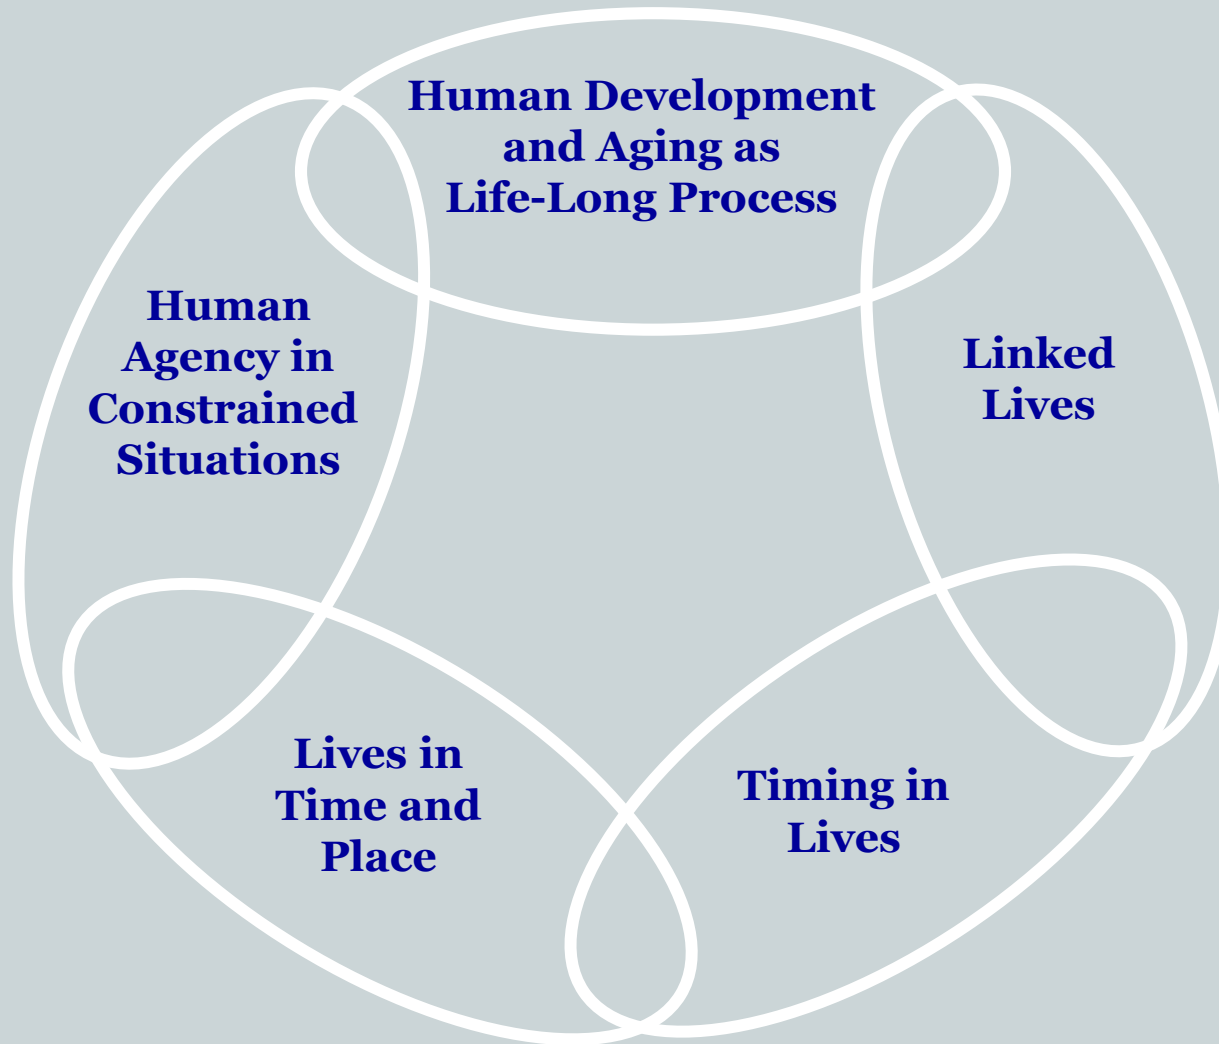 Human Development
and Aging as
Life-Long Process
Human
Agency in
Constrained
Situations
Linked
Lives
Lives in
Time and
Place
Timing in
Lives